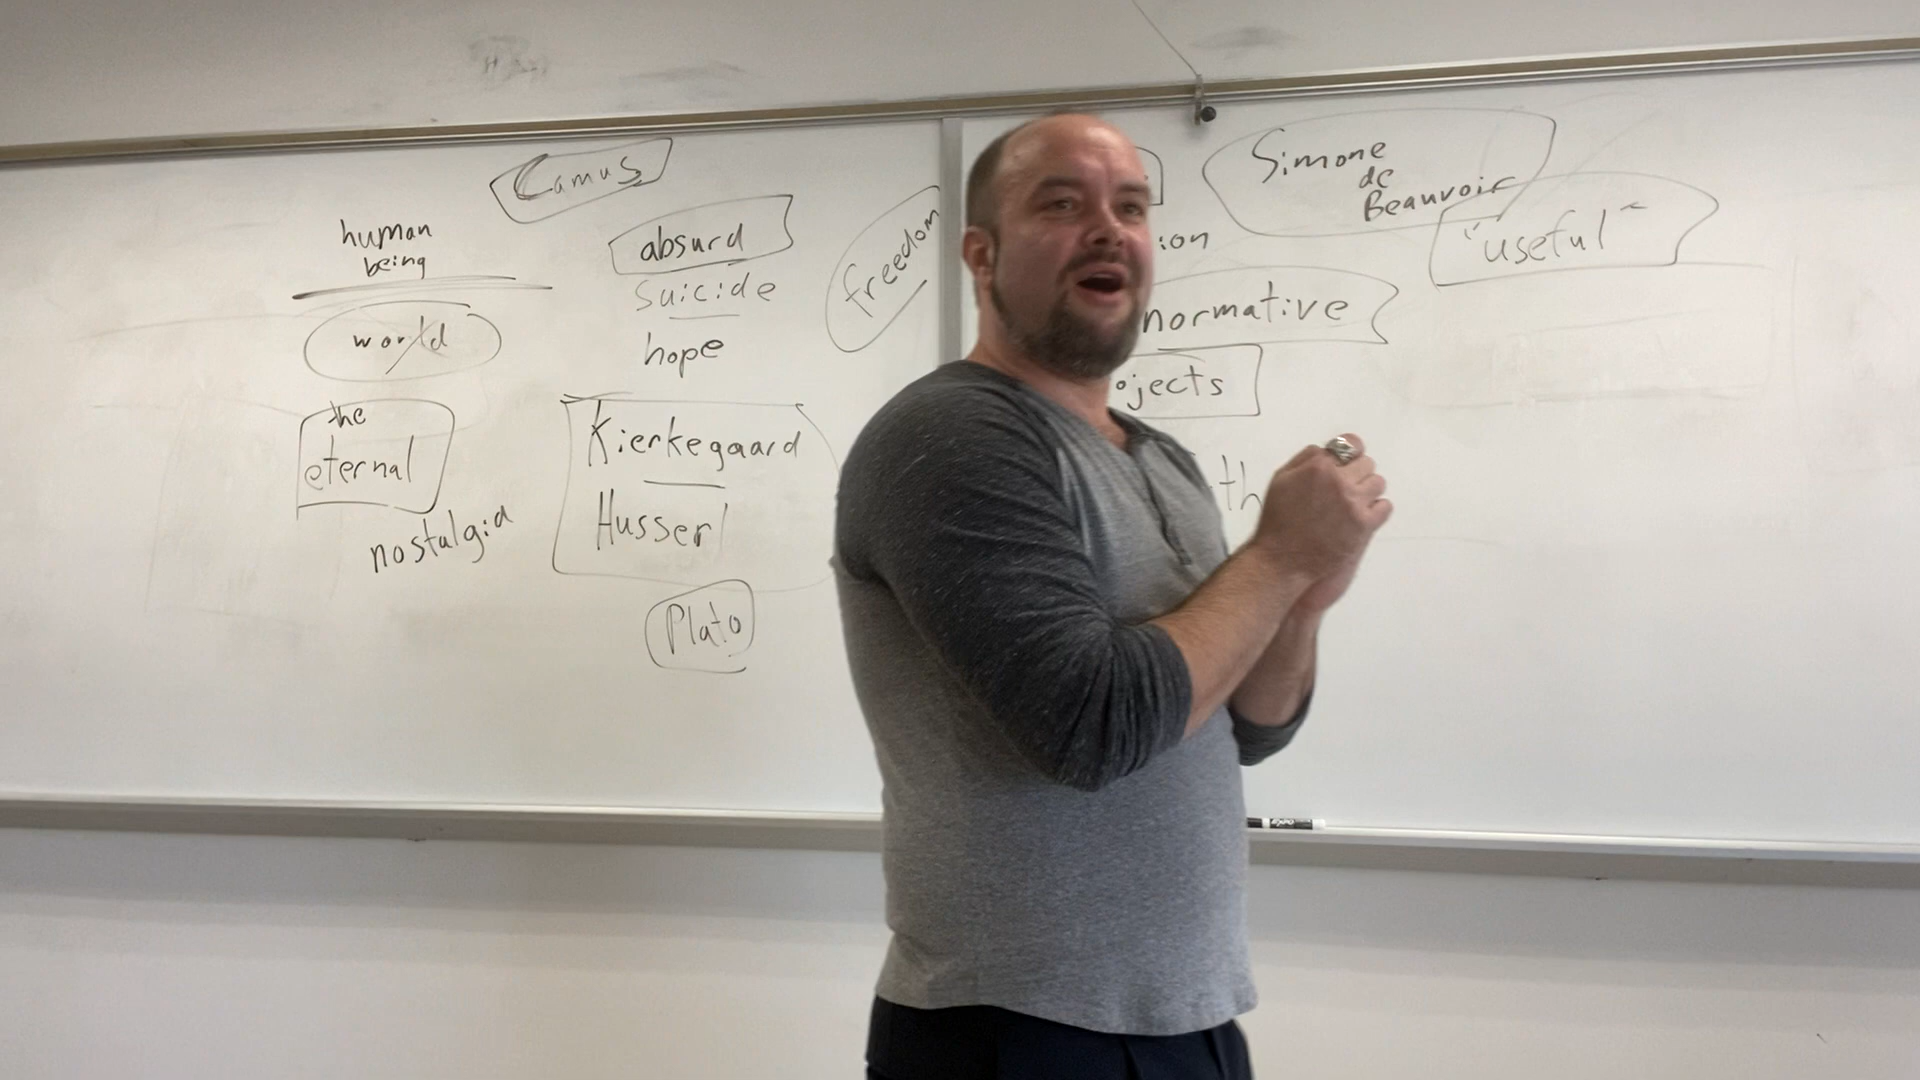 Camus
human
being
world
the
eternal
nostalgia
absurd
suicide
hope
Kierkegaard
Husserl
Plato
freedom
Simone
de
Beauvoir
"useful"
normative